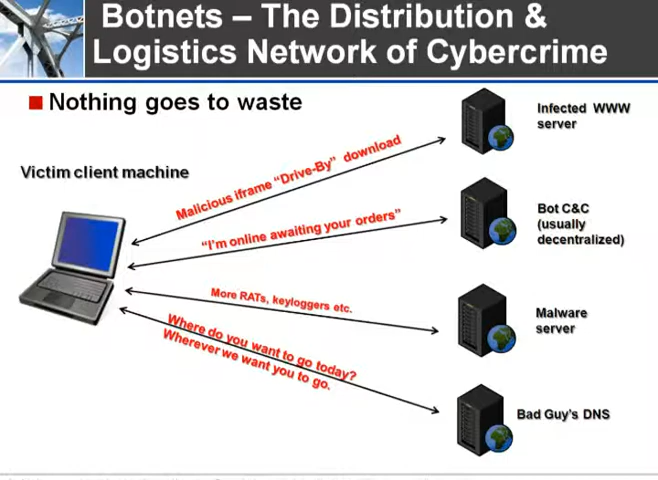 Botnets – The Distribution &
Logistics Network of Cybercrime
Nothing goes to waste
Infected WWW
server
Malicious iframe "Drive-By" download
Victim client machine
Bot C&C
(usually
decentralized)
"I'm online awaiting your orders"
More RATs, keyloggers etc.
Malware
server
Where do you want to go today?
Wherever we want you to go.
Bad Guy's DNS